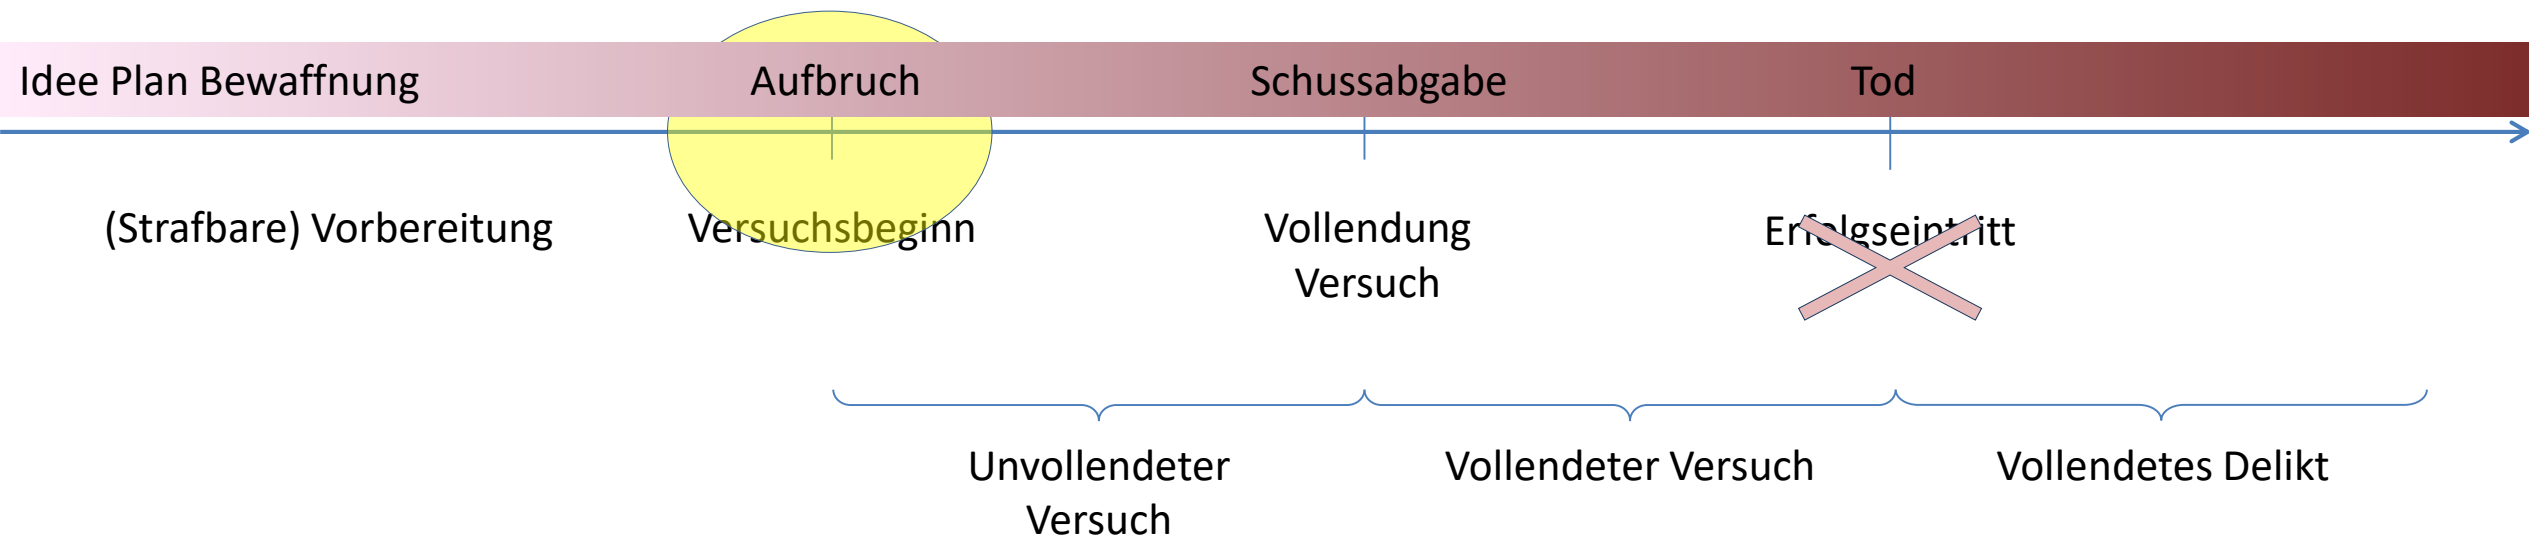 Idee Plan Bewaffnung Aufbruch Schussabgabe Tod
(Strafbare) Vorbereitung Versuchsbeginn Vollendung Erfolgseintritt
Versuch
Unvollendeter Vollendeter Versuch Vollendetes Delikt
Versuch